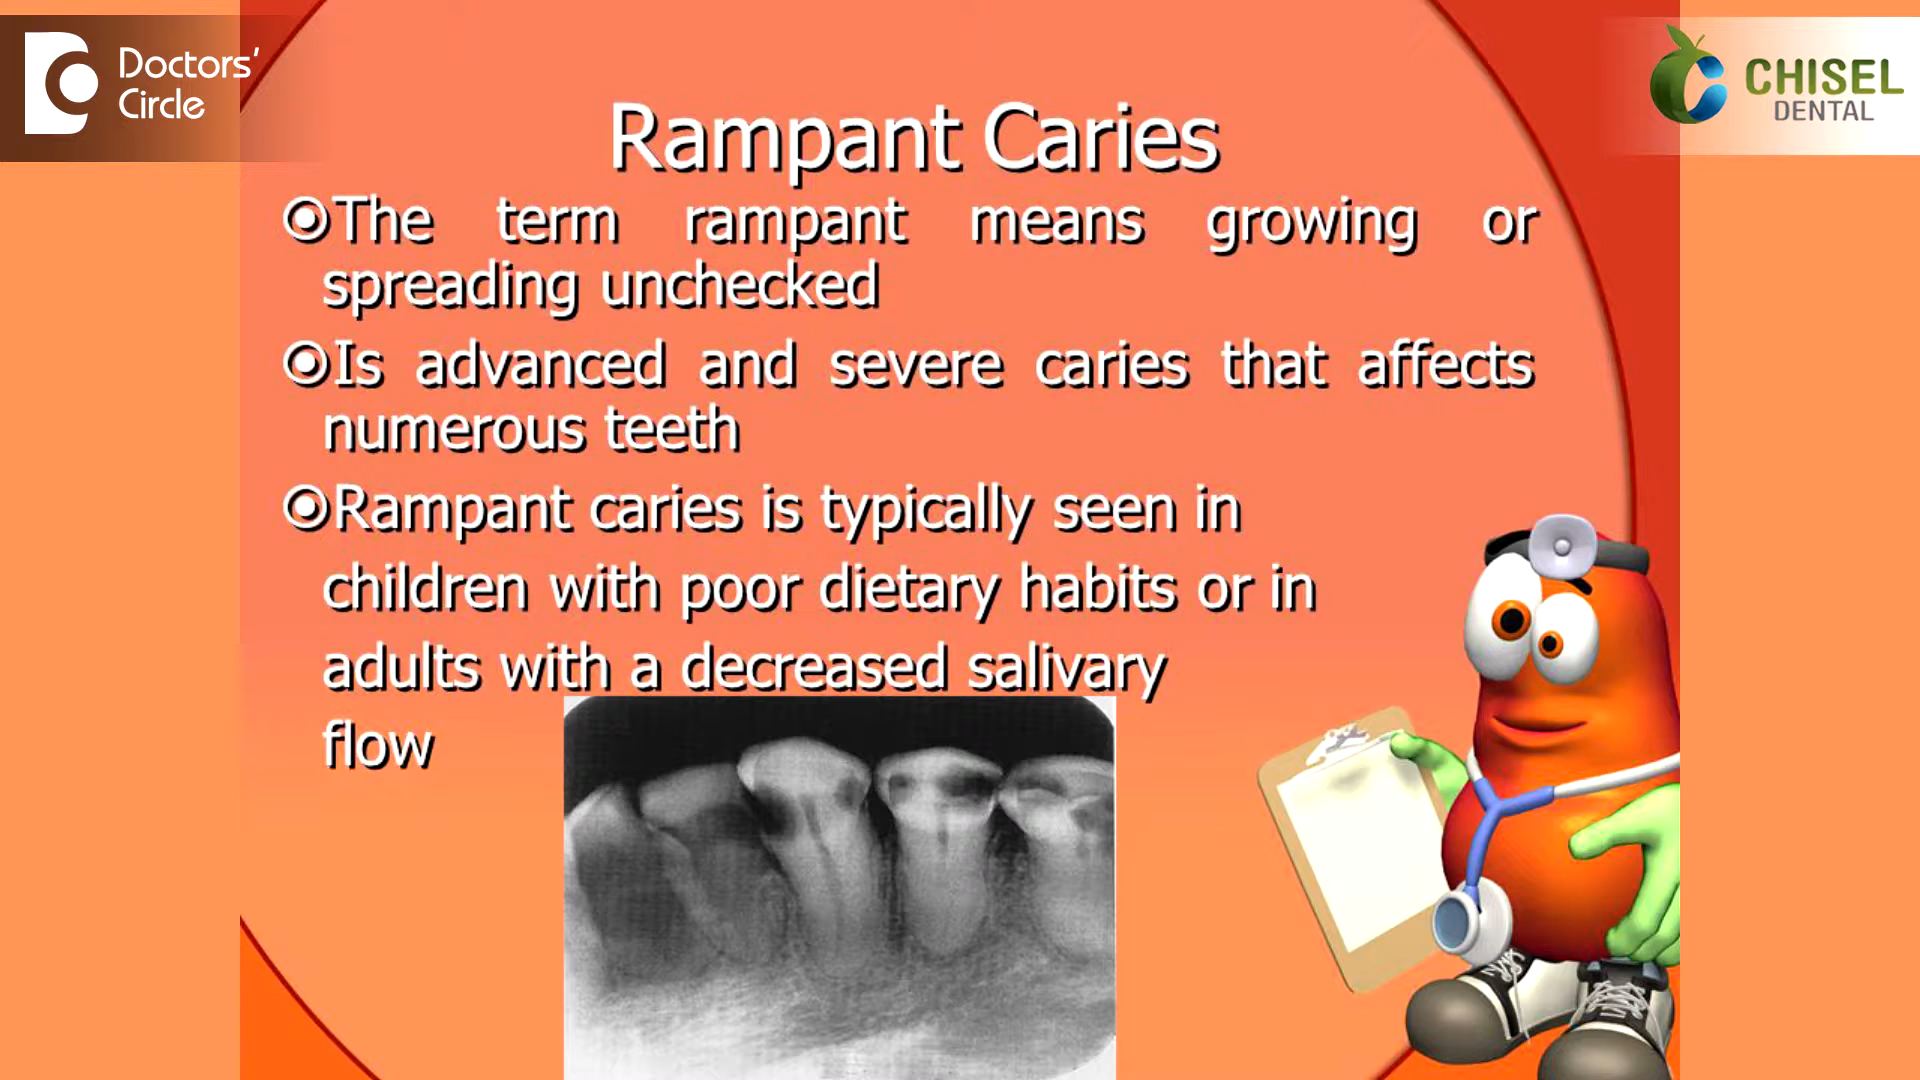 Doctors'
Circle
CHISEL
DENTAL
Rampant Caries
The term rampant means growing or
spreading unchecked
Is advanced and severe caries that affects
numerous teeth
Rampant caries is typically seen in
children with poor dietary habits or in
adults with a decreased salivary
flow